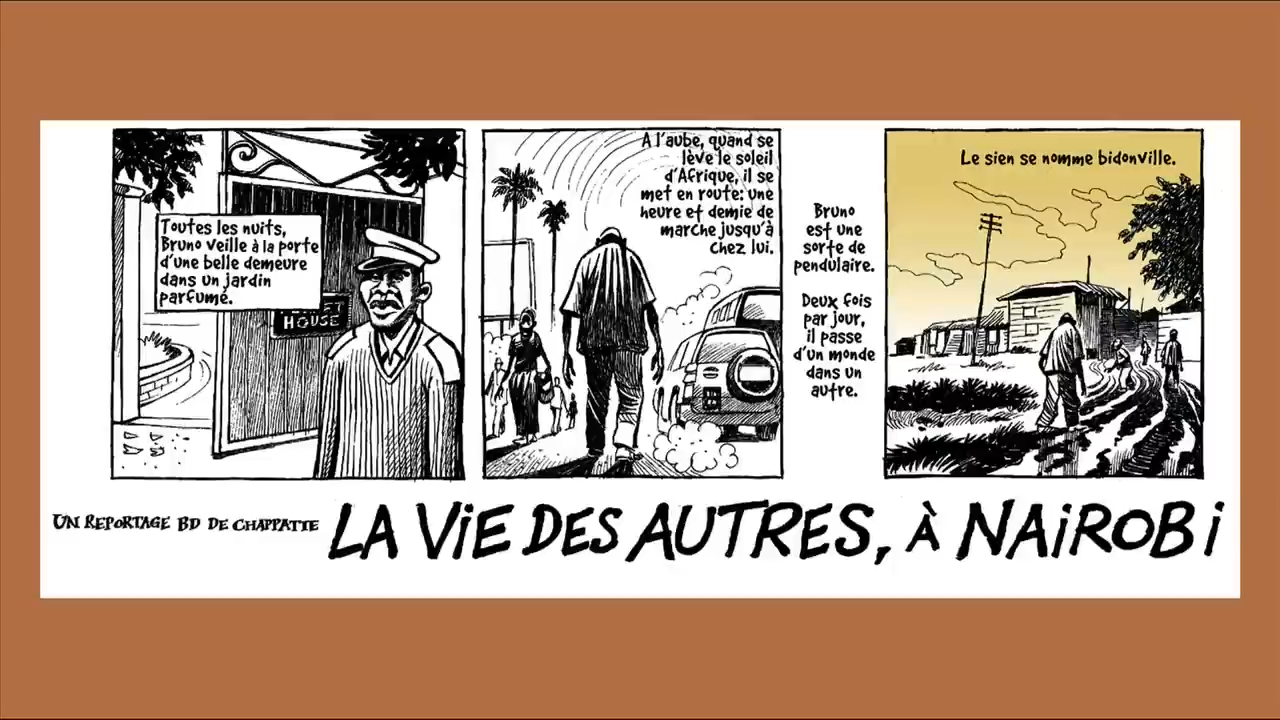 Toutes les nuits,
Bruno veille à la porte
d'une belle demeure
dans un jardin
parfumé.
HOUSE
A l'aube, quand se
lève le soleil
d'Afrique, il se
met en route: une
heure et demie de
marche jusqu'à
chez lui.
Bruno
est une
sorte de
pendulaire.
Deux fois
par jour,
il passe
d'un monde
dans un
autre.
Le sien se nomme bidonville.
UN REPORTAGE BD DE CHAPPATTE
LA ViE DES AUTRES, À NAiROBi